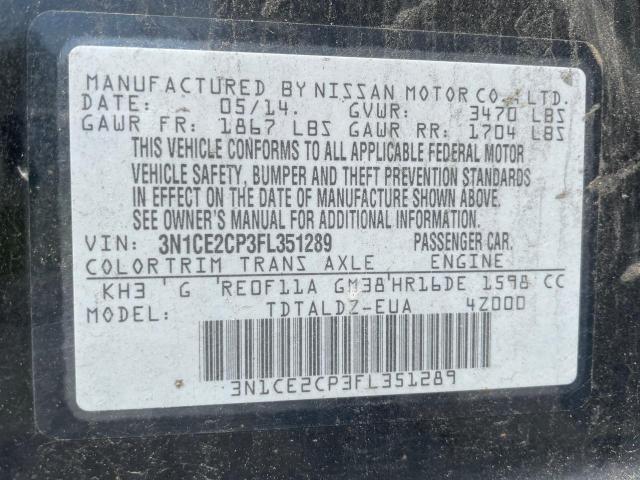 MANUFACTURED BY NISSAN MOTOR CO., LTD.
DATE: 05/14. GVWR: 3470 LBS
GAWR FR: 1867 LBS GAWR RR: 1704 LBS
THIS VEHICLE CONFORMS TO ALL APPLICABLE FEDERAL MOTOR
VEHICLE SAFETY, BUMPER AND THEFT PREVENTION STANDARDS
IN EFFECT ON THE DATE OF MANUFACTURE SHOWN ABOVE.
SEE OWNER'S MANUAL FOR ADDITIONAL INFORMATION.
VIN: 3N1CE2CP3FL351289 PASSENGER CAR.
COLORTRIM TRANS AXLE ENGINE
KH3 G RE0F11A GM38 HR16DE 1598 CC
MODEL: TDTALDZ-EUA 4Z000
3N1CE2CP3FL351289